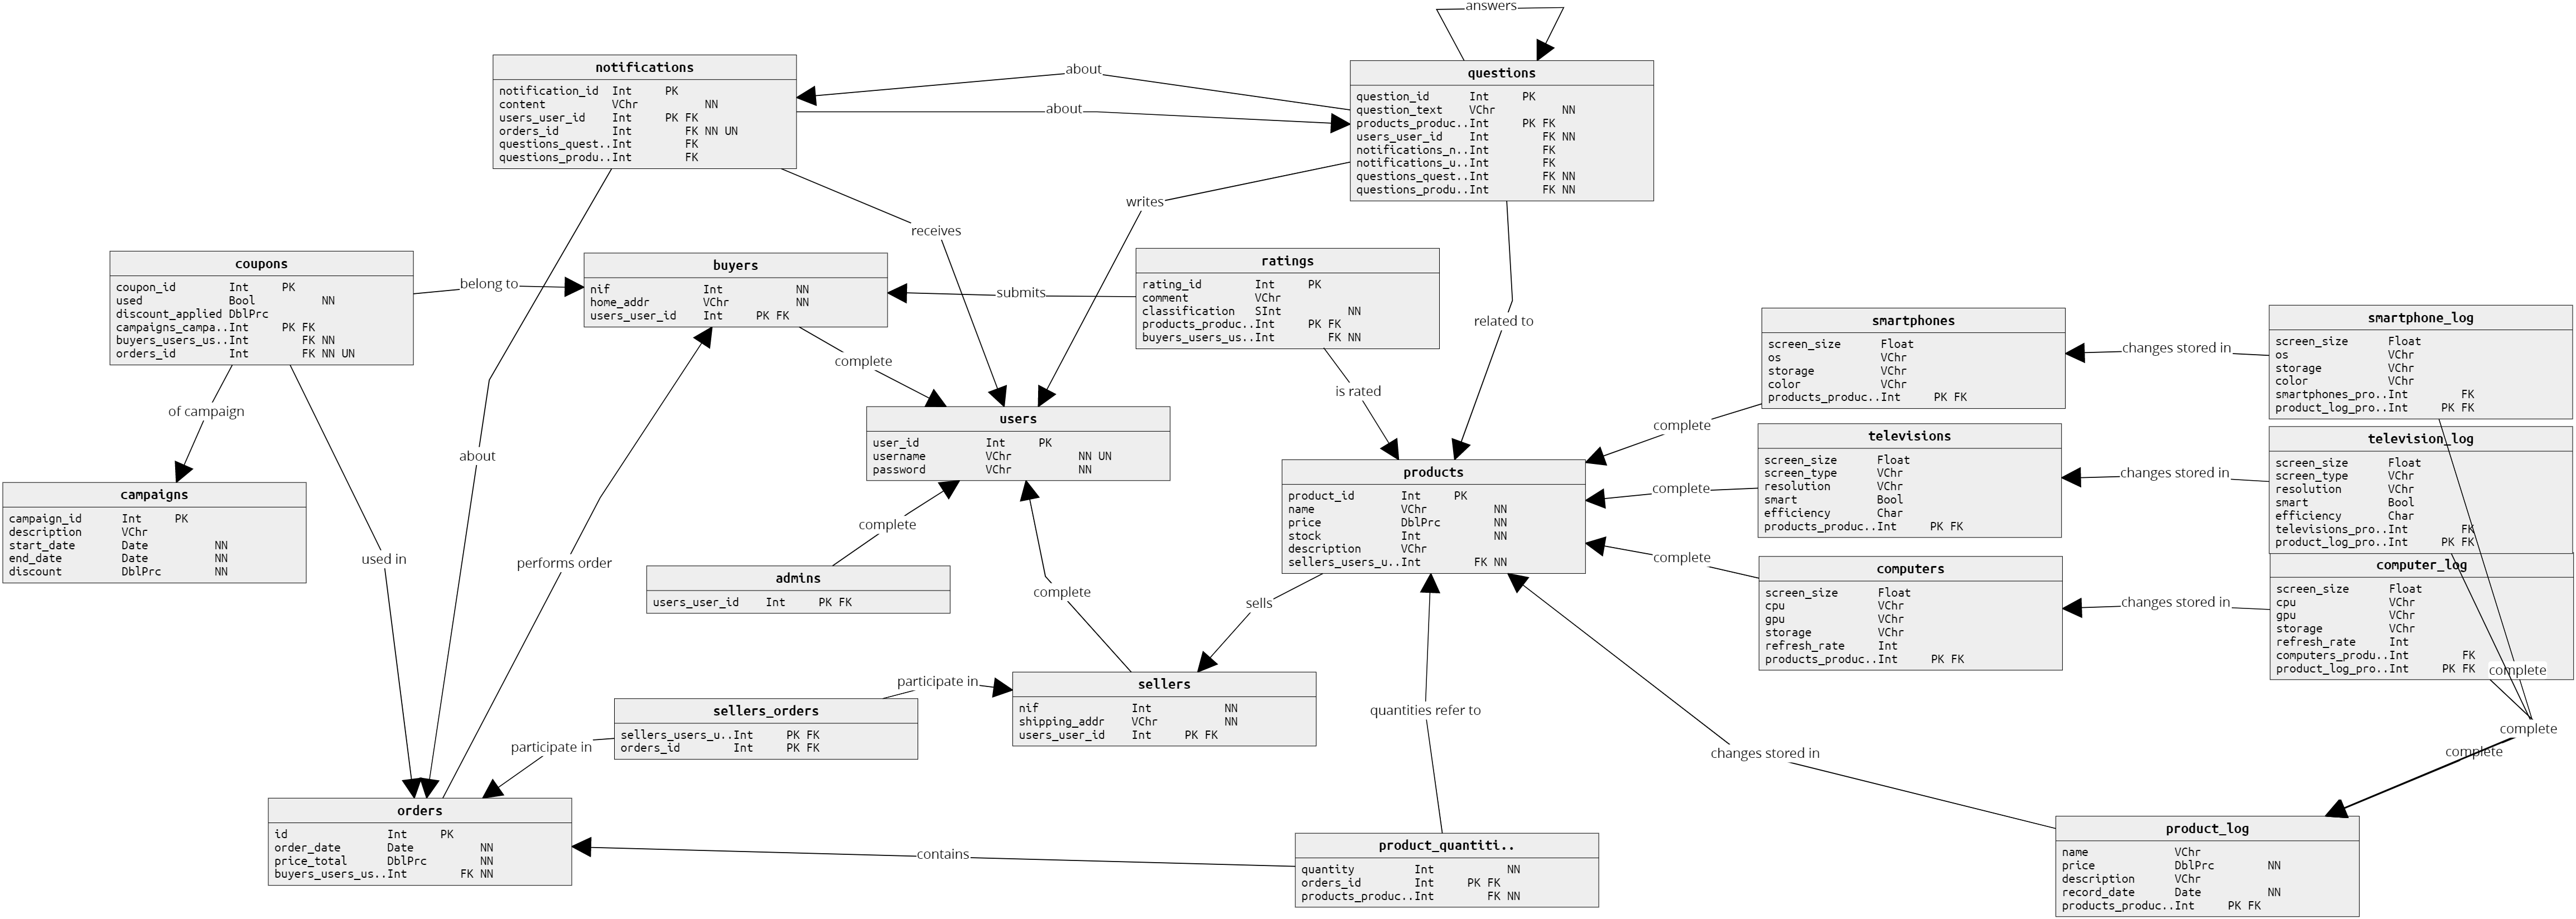 answers
notifications
notification_id Int PK
content VChr NN
users_user_id Int PK FK
orders_id Int FK NN UN
questions_quest..Int FK
questions_produ..Int FK
about
about
questions
question_id Int PK
question_text VChr NN
products_produc..Int PK FK
users_user_id Int FK NN
notifications_n..Int FK
notifications_u..Int FK
questions_quest..Int FK NN
questions_produ..Int FK NN
writes
receives
related to
coupons
coupon_id Int PK
used Bool NN
discount_applied DblPrc
campaigns_campa..Int PK FK
buyers_users_us..Int FK NN
orders_id Int FK NN UN
belong to
buyers
nif Int NN
home_addr VChr NN
users_user_id Int PK FK
submits
ratings
rating_id Int PK
comment VChr
classification SInt NN
products_produc..Int PK FK
buyers_users_us..Int FK NN
is rated
complete
of campaign
about
used in
performs order
campaigns
campaign_id Int PK
description VChr
start_date Date NN
end_date Date NN
discount DblPrc NN
users
user_id Int PK
username VChr NN UN
password VChr NN
complete
admins
users_user_id Int PK FK
complete
products
product_id Int PK
name VChr NN
price DblPrc NN
stock Int NN
description VChr
sellers_users_u..Int FK NN
sells
smartphones
screen_size Float
os VChr
storage VChr
color VChr
products_produc..Int PK FK
complete
changes stored in
smartphone_log
screen_size Float
os VChr
storage VChr
color VChr
smartphones_pro..Int FK
product_log_pro..Int PK FK
televisions
screen_size Float
screen_type VChr
resolution VChr
smart Bool
efficiency Char
products_produc..Int PK FK
complete
changes stored in
television_log
screen_size Float
screen_type VChr
resolution VChr
smart Bool
efficiency Char
televisions_pro..Int FK
product_log_pro..Int PK FK
computers
screen_size Float
cpu VChr
gpu VChr
storage VChr
refresh_rate Int
products_produc..Int PK FK
complete
changes stored in
computer_log
screen_size Float
cpu VChr
gpu VChr
storage VChr
refresh_rate Int
computers_produ..Int FK
product_log_pro..Int PK FK
complete
complete
complete
sellers
nif Int NN
shipping_addr VChr NN
users_user_id Int PK FK
participate in
sellers_orders
sellers_users_u..Int PK FK
orders_id Int PK FK
participate in
quantities refer to
changes stored in
orders
id Int PK
order_date Date NN
price_total DblPrc NN
buyers_users_us..Int FK NN
contains
product_quantiti..
quantity Int NN
orders_id Int PK FK
products_produc..Int FK NN
product_log
name VChr
price DblPrc NN
description VChr
record_date Date NN
products_produc..Int PK FK